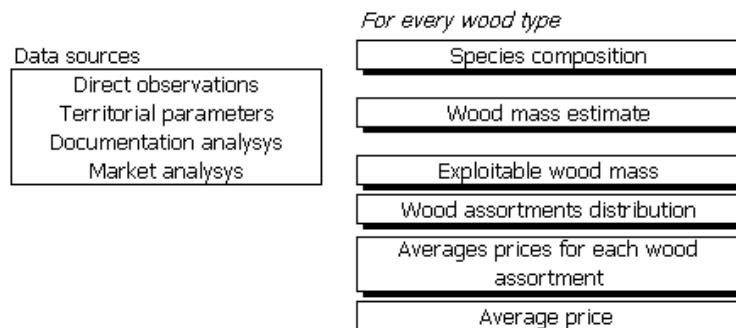 For every wood type
Data sources
Direct observations
Territorial parameters
Documentation analysys
Market analysys
Species composition
Wood mass estimate
Exploitable wood mass
Wood assortments distribution
Averages prices for each wood
assortment
Average price